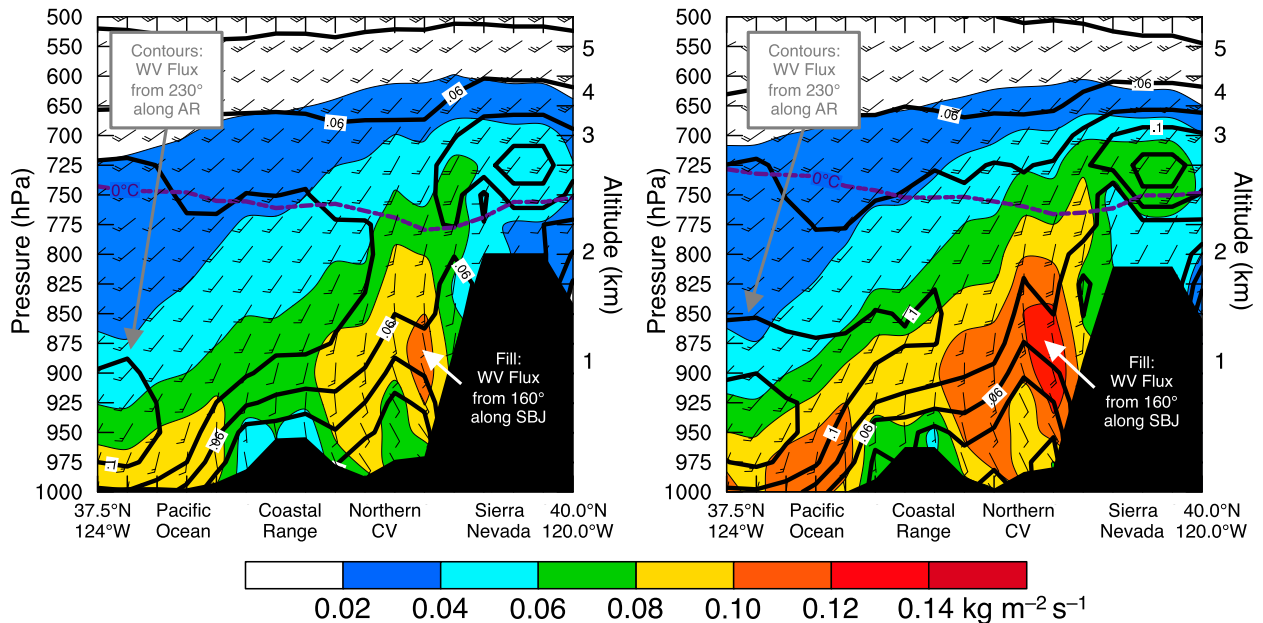 500
550
600
650
700
725
750
775
800
825
850
875
900
925
950
975
1000
Pressure (hPa)
Contours:
WV Flux
from 230°
along AR
0°C
.06
.06
.06
.06
.06
.1
Fill:
WV Flux
from 160°
along SBJ
5
4
3
2
1
Altitude (km)
37.5°N
124°W
Pacific
Ocean
Coastal
Range
Northern
CV
Sierra
Nevada
40.0°N
120.0°W
500
550
600
650
700
725
750
775
800
825
850
875
900
925
950
975
1000
Pressure (hPa)
Contours:
WV Flux
from 230°
along AR
0°C
.06
.06
.1
.1
.06
.1
.06
Fill:
WV Flux
from 160°
along SBJ
5
4
3
2
1
Altitude (km)
37.5°N
124°W
Pacific
Ocean
Coastal
Range
Northern
CV
Sierra
Nevada
40.0°N
120.0°W
0.02 0.04 0.06 0.08 0.10 0.12 0.14 kg m⁻² s⁻¹